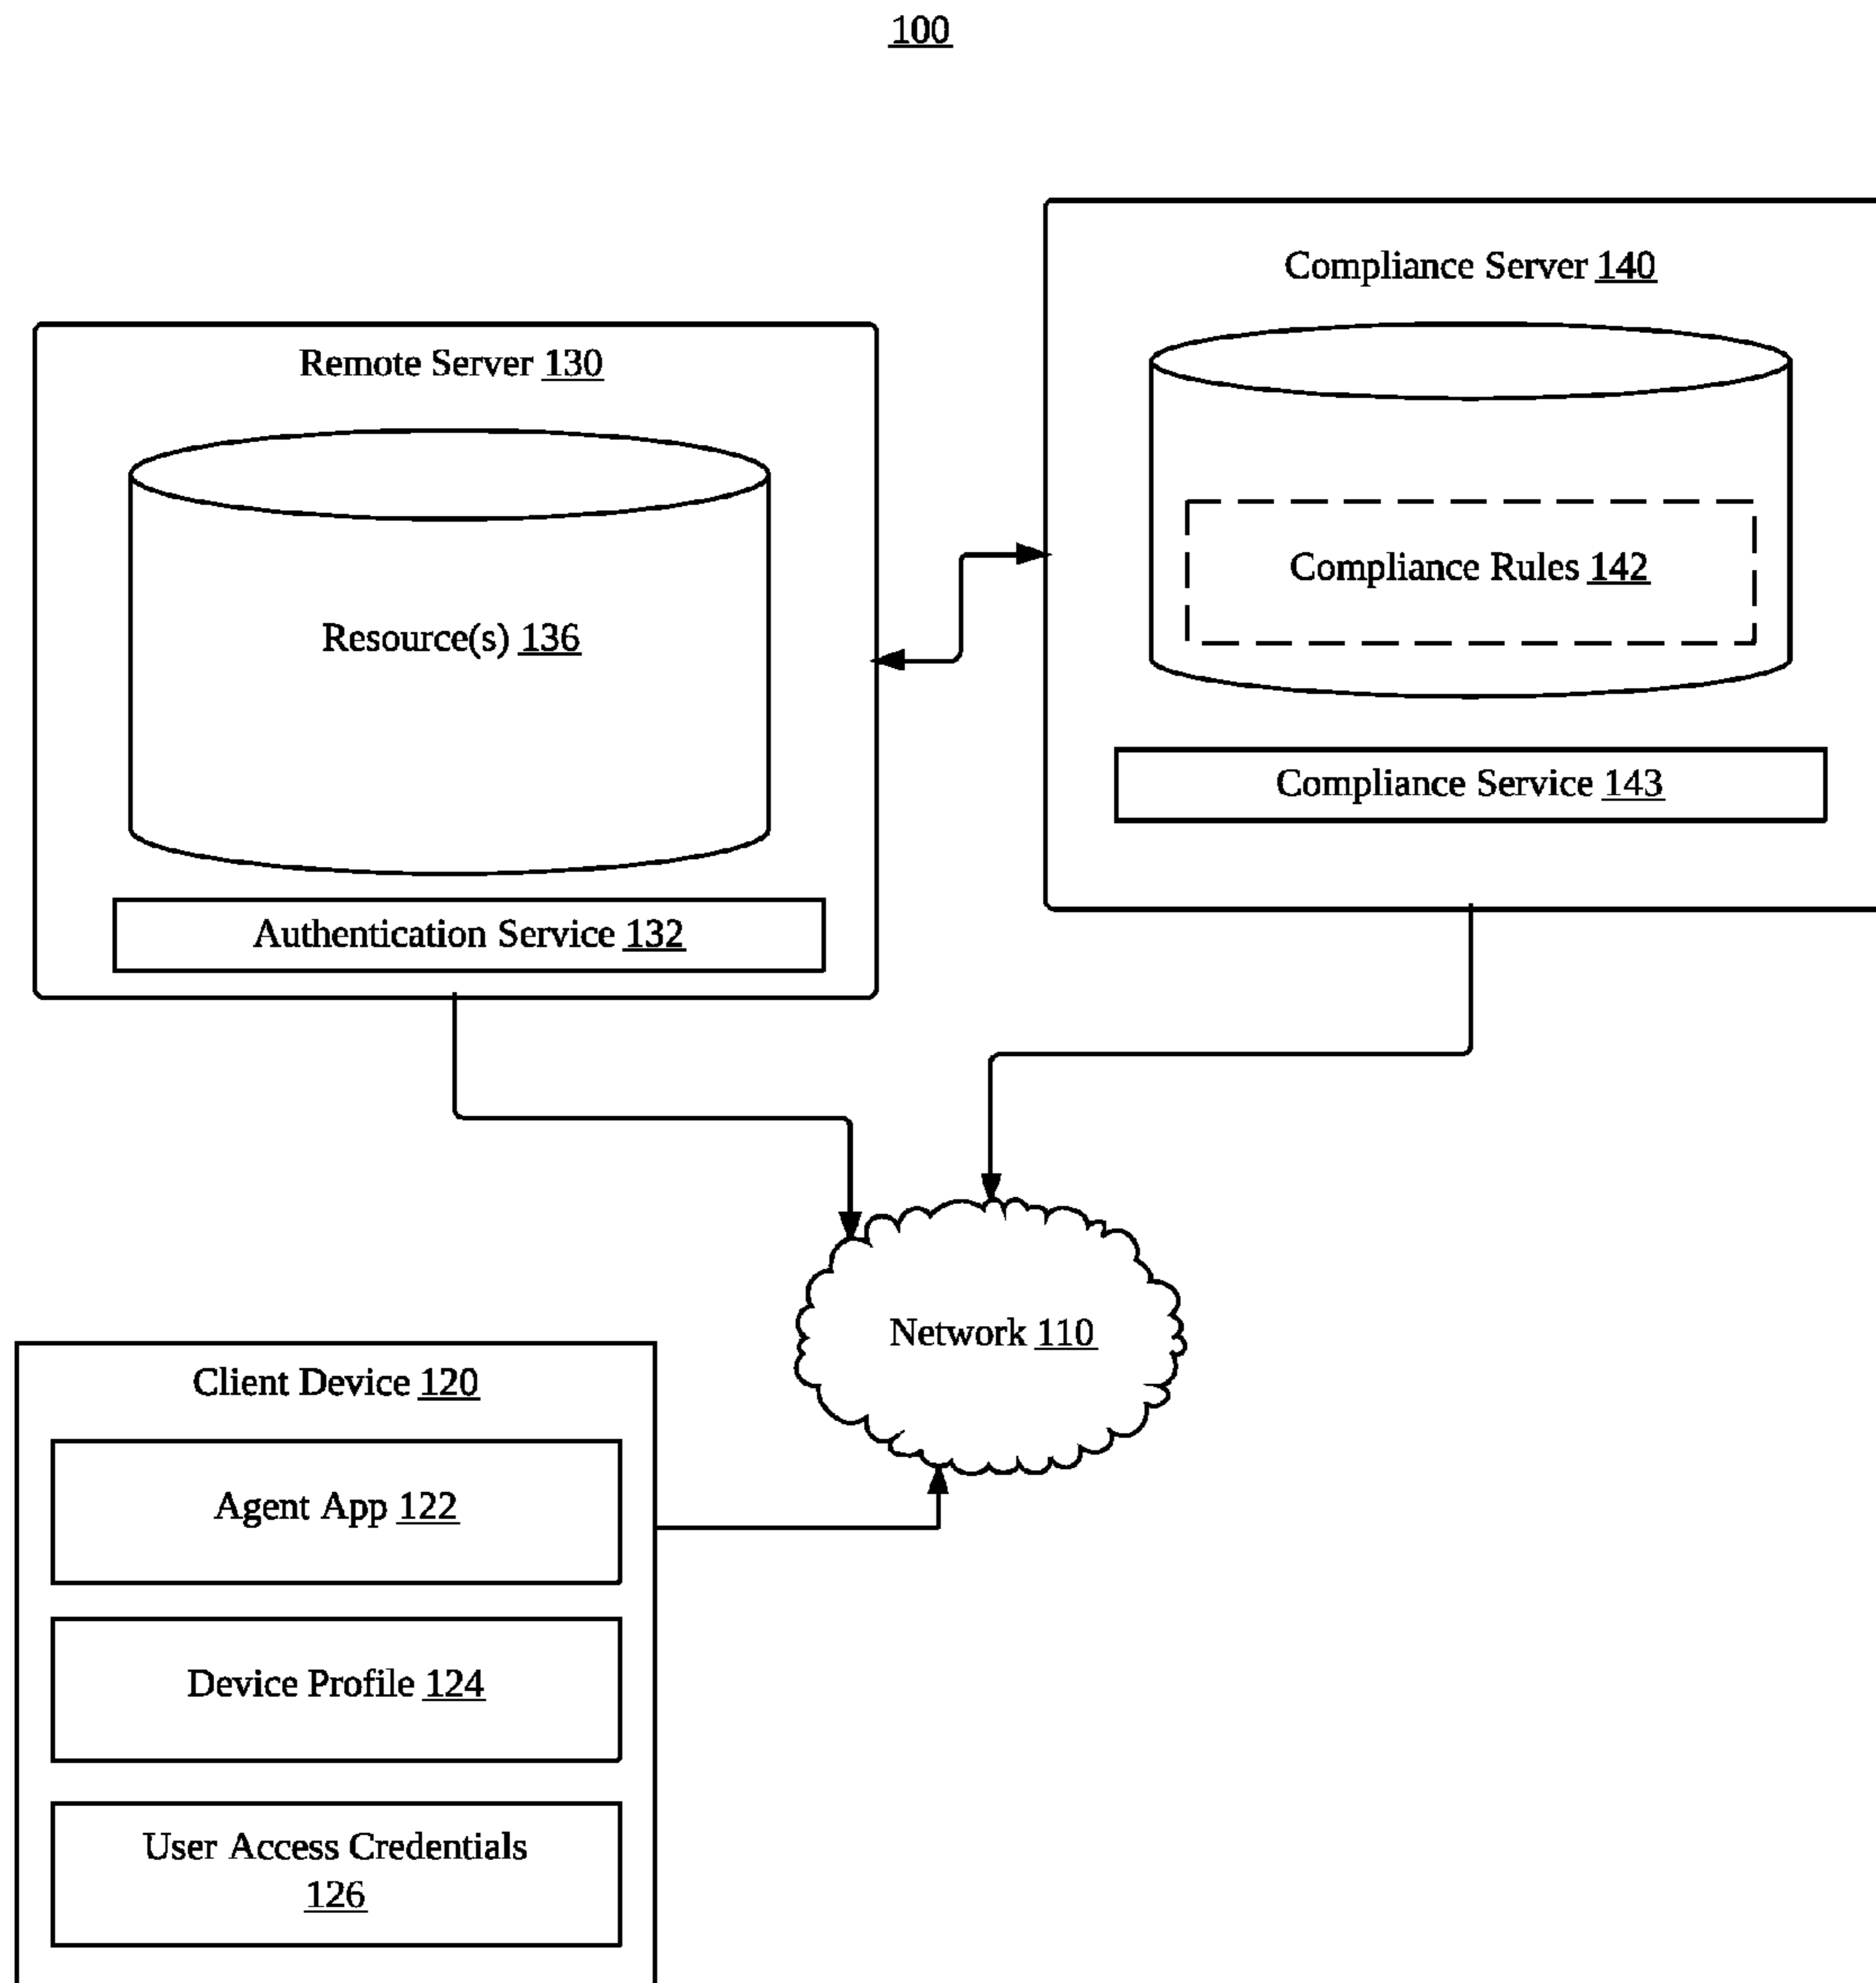 100
Compliance Server 140
Remote Server 130
Compliance Rules 142
Resource(s) 136
Compliance Service 143
Authentication Service 132
Network 110
Client Device 120
Agent App 122
Device Profile 124
User Access Credentials
126